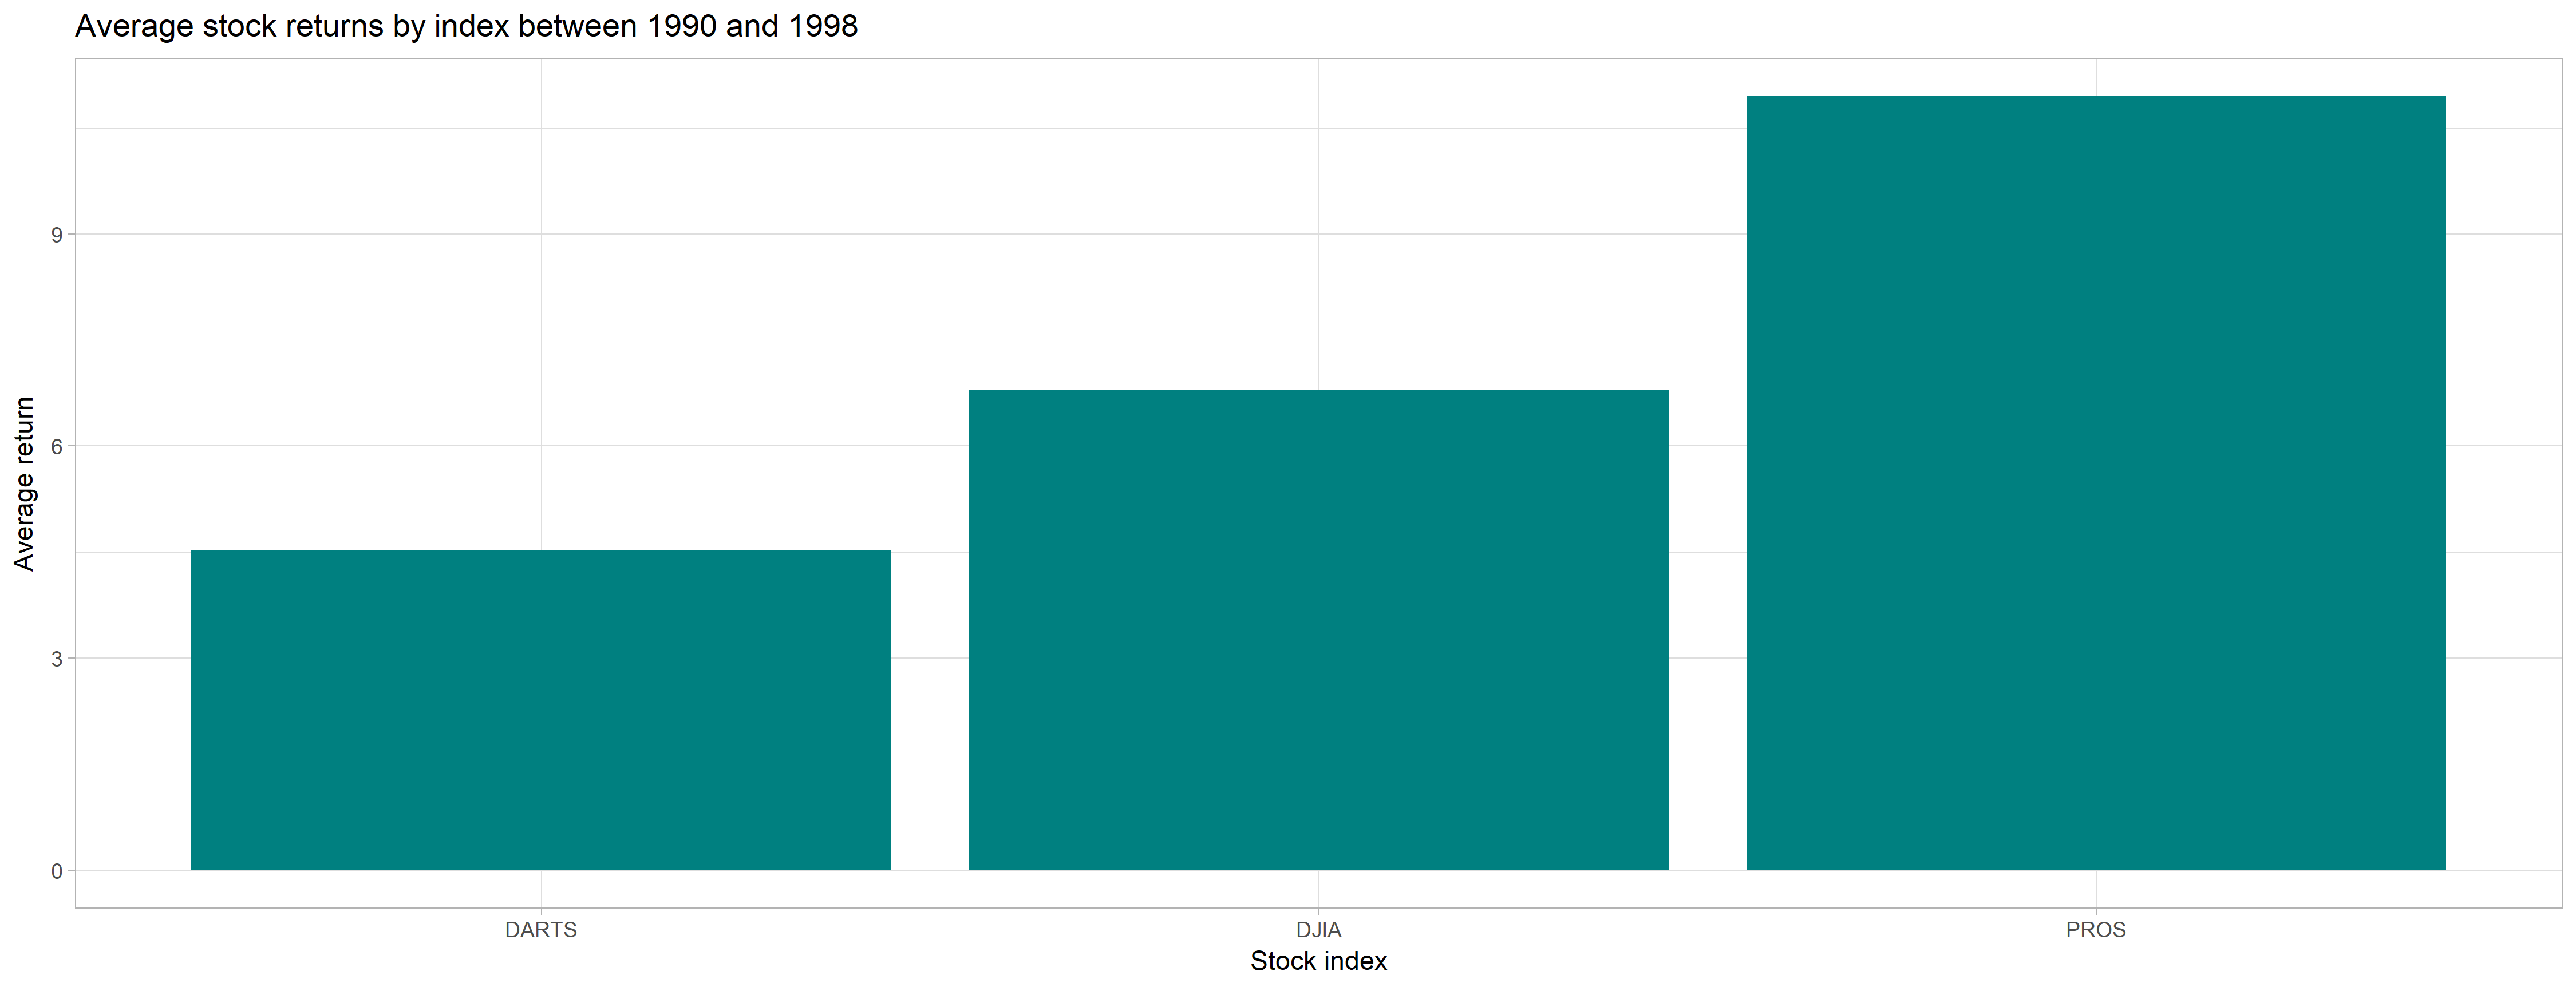 Average stock returns by index between 1990 and 1998
Average return
9
6
3
0
DARTS
DJIA
PROS
Stock index